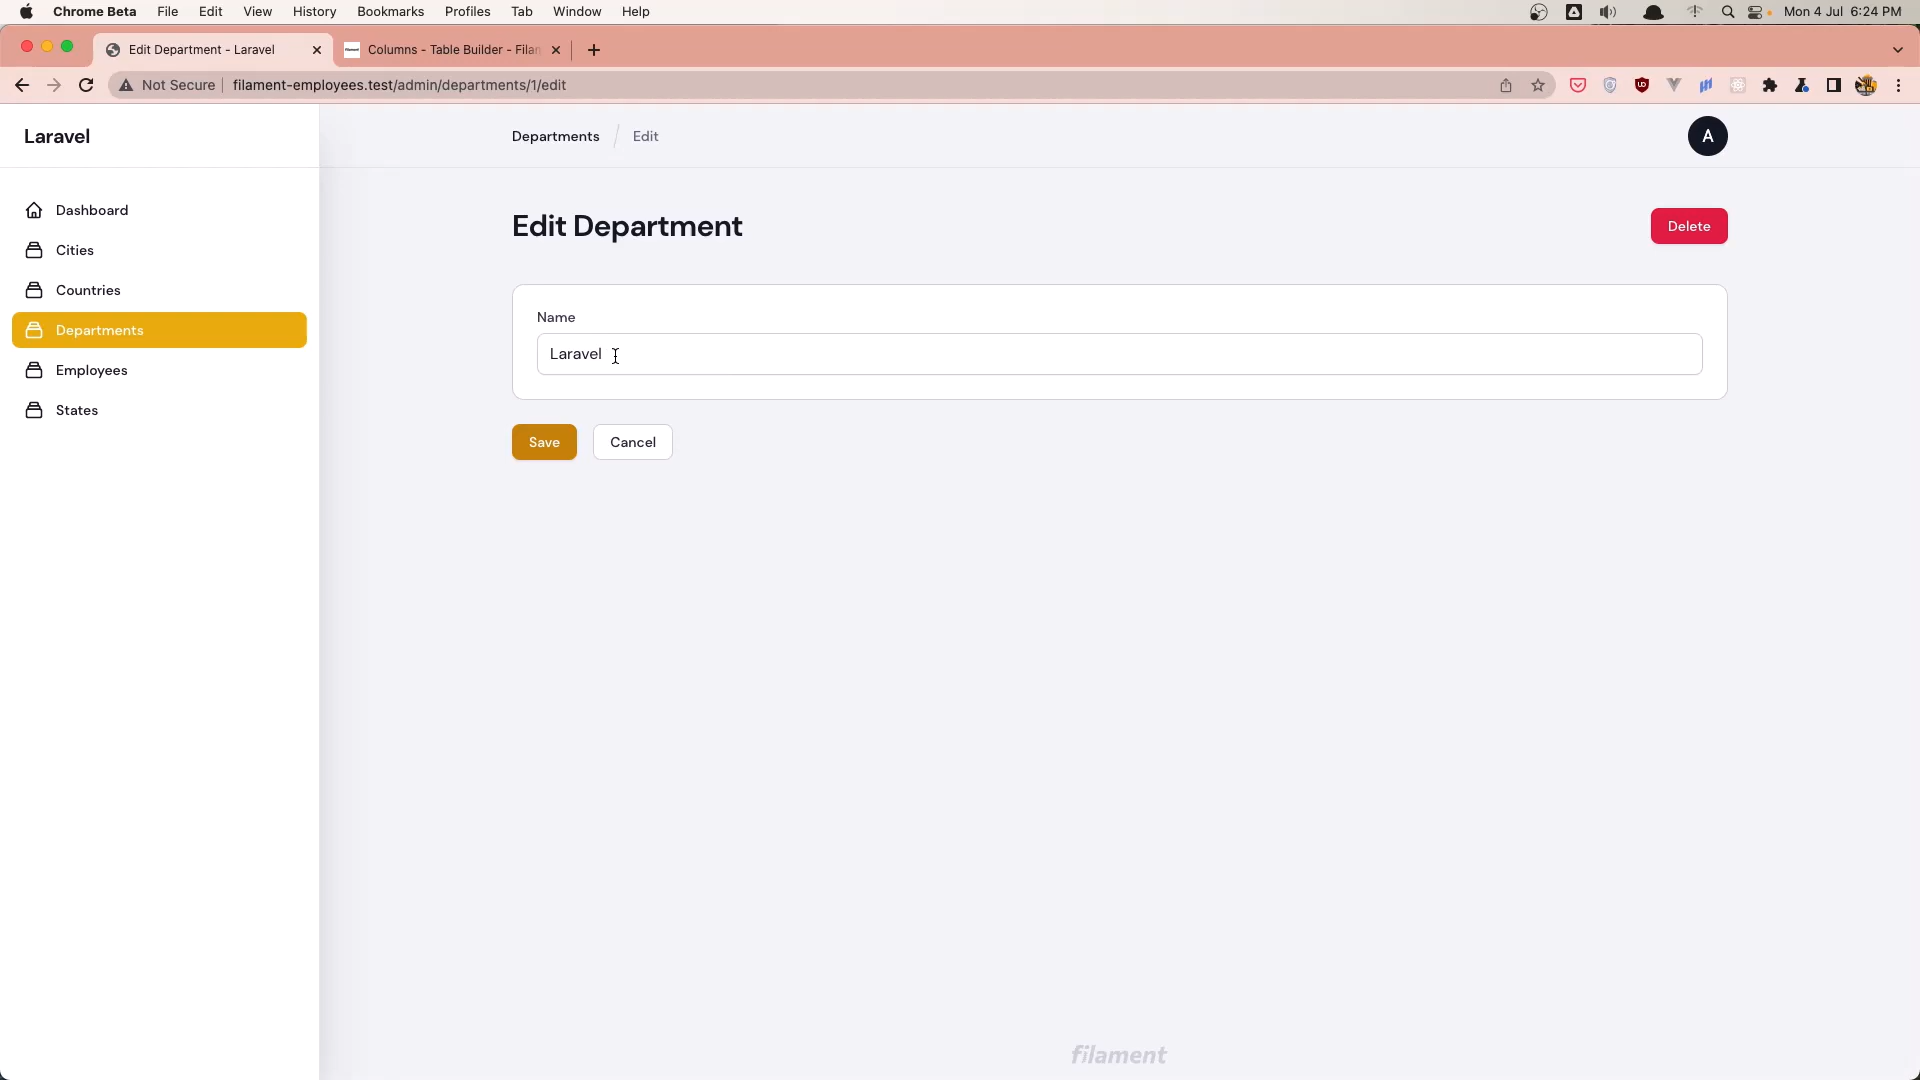 Chrome Beta File Edit View History Bookmarks Profiles Tab Window Help Mon 4 Jul 6:24 PM
Edit Department - Laravel Columns - Table Builder - Filan
Not Secure filament-employees.test/admin/departments/1/edit
Laravel
Departments / Edit
A
Dashboard
Cities
Countries
Departments
Employees
States
Edit Department
Delete
Name
Laravel
Save Cancel
filament